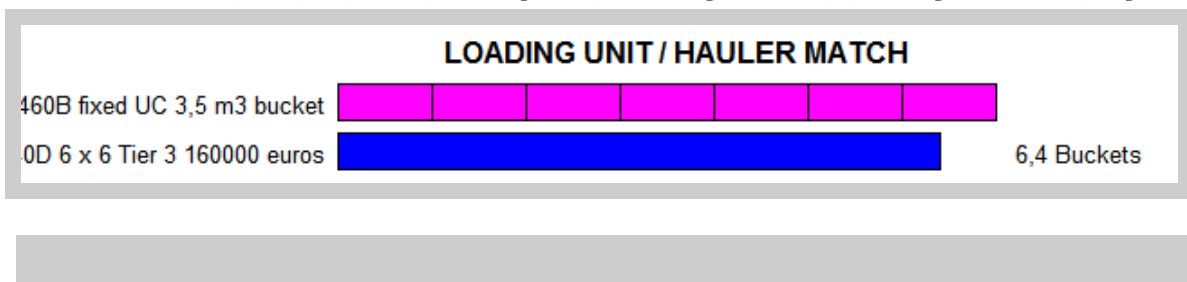 LOADING UNIT / HAULER MATCH
460B fixed UC 3,5 m3 bucket
0D 6 x 6 Tier 3 160000 euros
6,4 Buckets